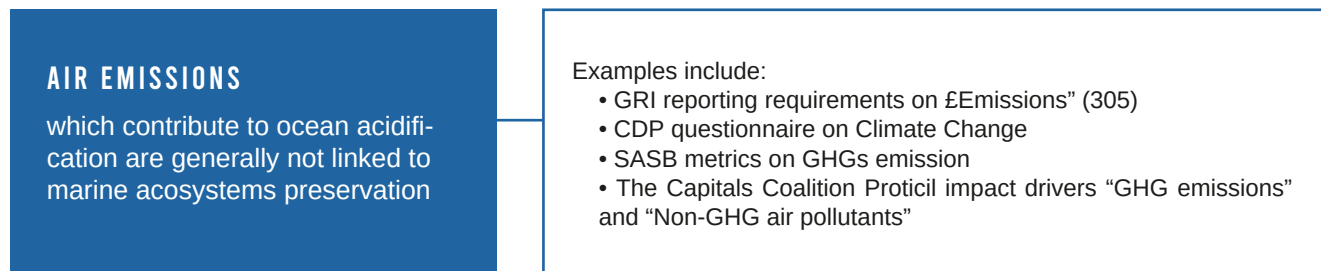 AIR EMISSIONS
which contribute to ocean acidifi-
cation are generally not linked to
marine acosystems preservation
Examples include:
• GRI reporting requirements on £Emissions” (305)
• CDP questionnaire on Climate Change
• SASB metrics on GHGs emission
• The Capitals Coalition Proticil impact drivers “GHG emissions”
and “Non-GHG air pollutants”